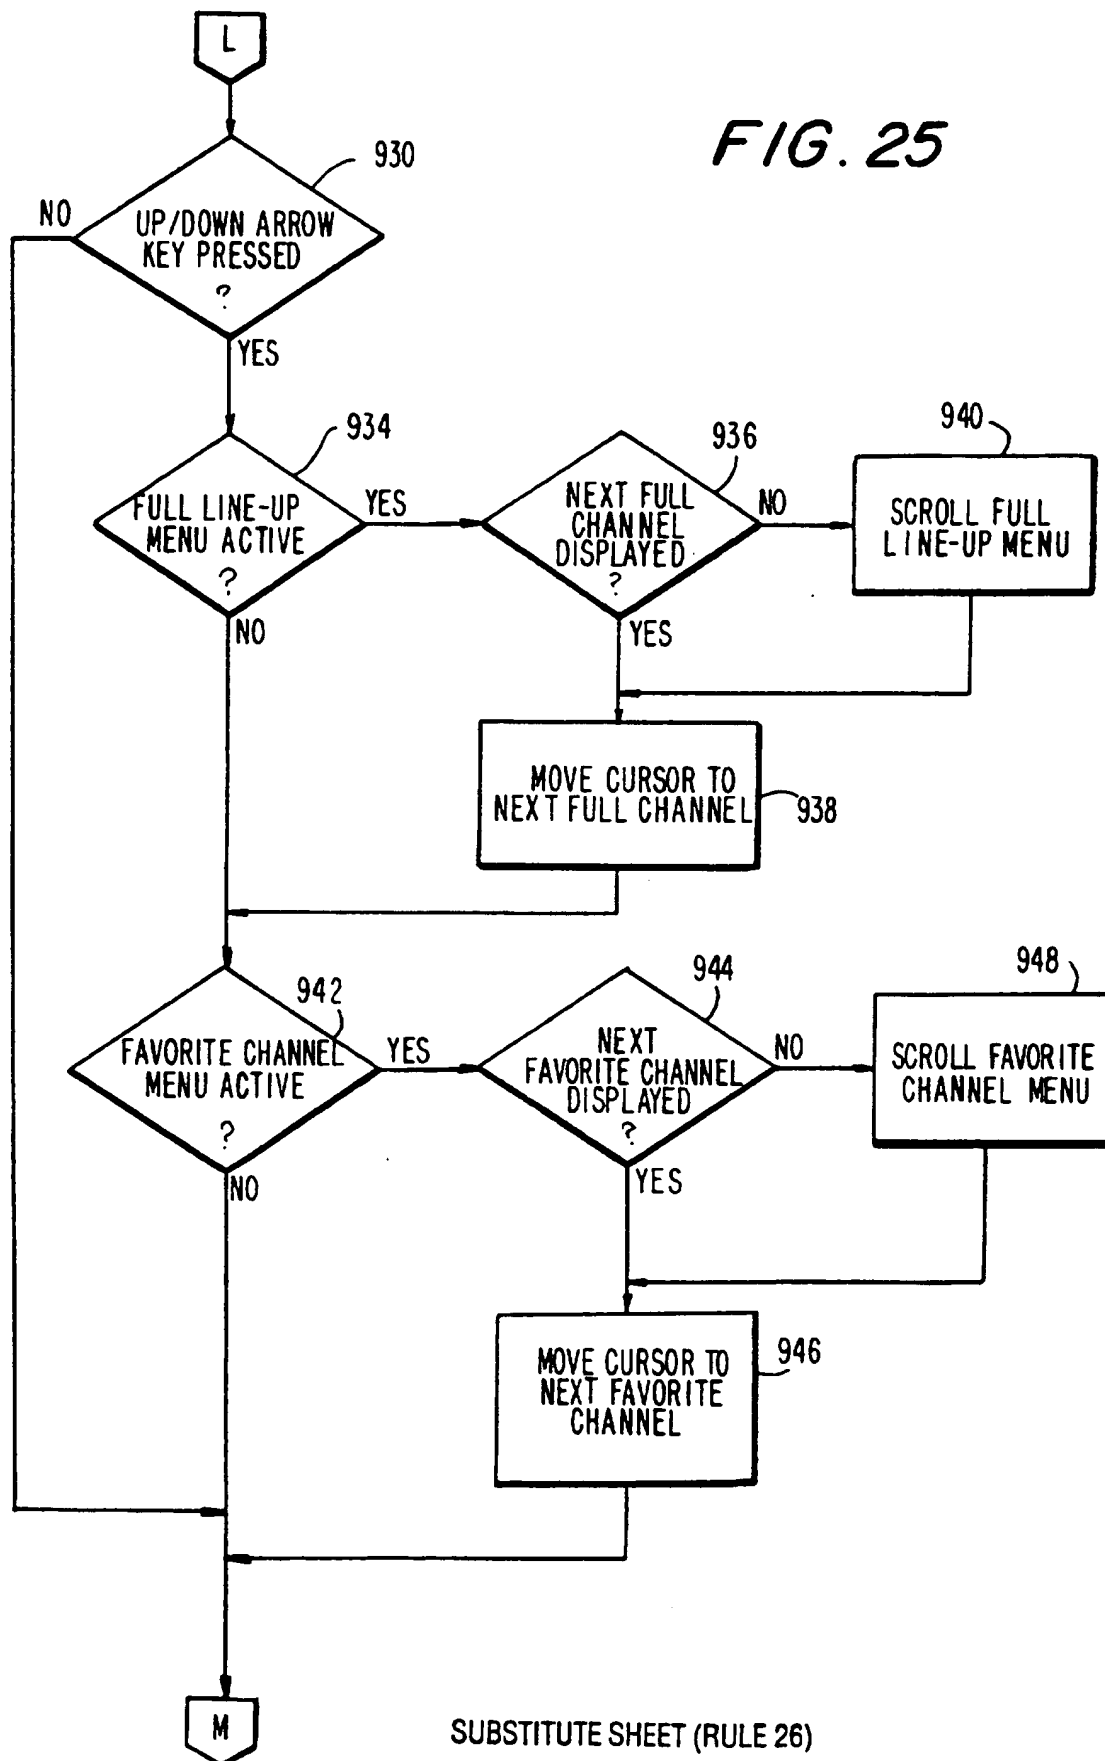 L
FIG. 25
930
NO
UP/DOWN ARROW
KEY PRESSED
?
YES
934
FULL LINE-UP
MENU ACTIVE
?
YES
NO
936
NEXT FULL
CHANNEL
DISPLAYED
?
NO
YES
940
SCROLL FULL
LINE-UP MENU
MOVE CURSOR TO
NEXT FULL CHANNEL
938
942
FAVORITE CHANNEL
MENU ACTIVE
?
YES
NO
944
NEXT
FAVORITE CHANNEL
DISPLAYED
?
NO
YES
948
SCROLL FAVORITE
CHANNEL MENU
MOVE CURSOR TO
NEXT FAVORITE
CHANNEL
946
M
SUBSTITUTE SHEET (RULE 26)